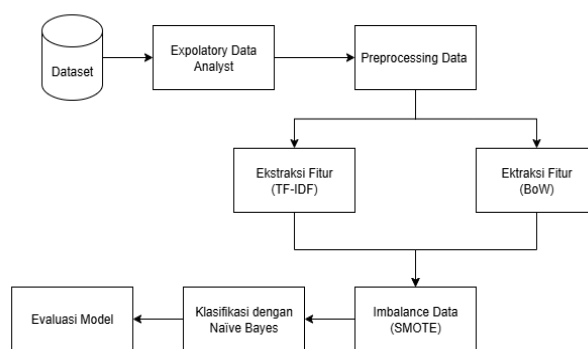 Dataset
Expolatory Data
Analyst
Preprocessing Data
Ekstraksi Fitur
(TF-IDF)
Ektraksi Fitur
(BoW)
Evaluasi Model
Klasifikasi dengan
Naïve Bayes
Imbalance Data
(SMOTE)